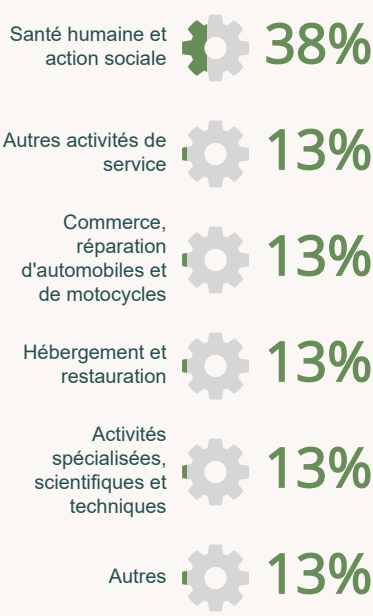 Santé humaine et
action sociale
38%
Autres activités de
service
13%
Commerce,
réparation
d'automobiles et
de motocycles
13%
Hébergement et
restauration
13%
Activités
spécialisées,
scientifiques et
techniques
13%
Autres
13%